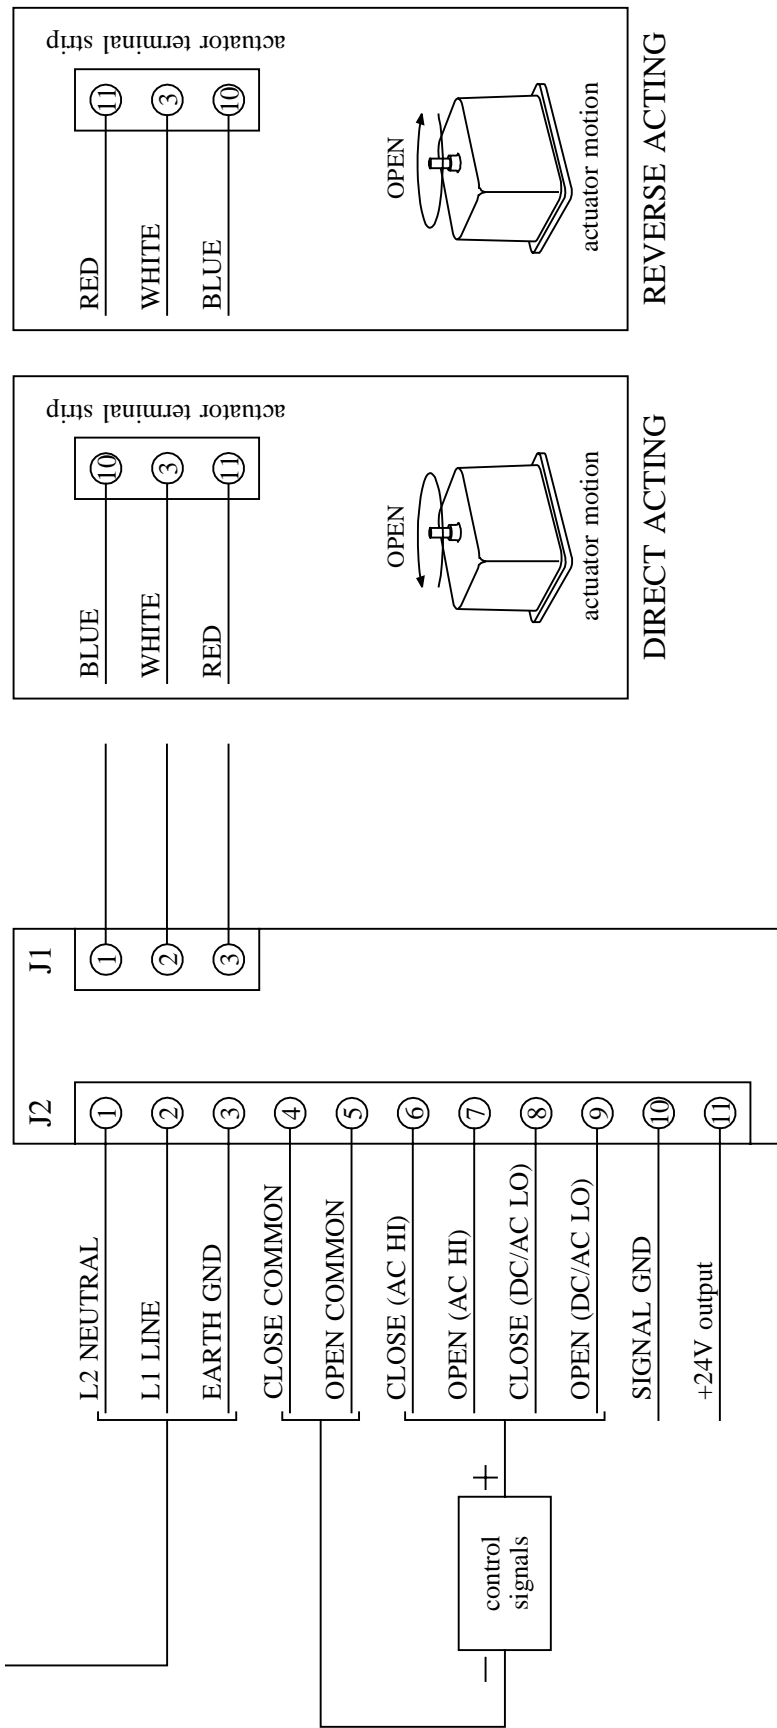 J2
1
2
3
4
5
6
7
8
9
10
11
L2 NEUTRAL
L1 LINE
EARTH GND
CLOSE COMMON
OPEN COMMON
CLOSE (AC HI)
OPEN (AC HI)
CLOSE (DC/AC LO)
OPEN (DC/AC LO)
SIGNAL GND
+24V output
−
control
signals
+
J1
1
2
3
BLUE
WHITE
RED
10
3
11
actuator terminal strip
OPEN
actuator motion
DIRECT ACTING
RED
WHITE
BLUE
11
3
10
actuator terminal strip
OPEN
actuator motion
REVERSE ACTING